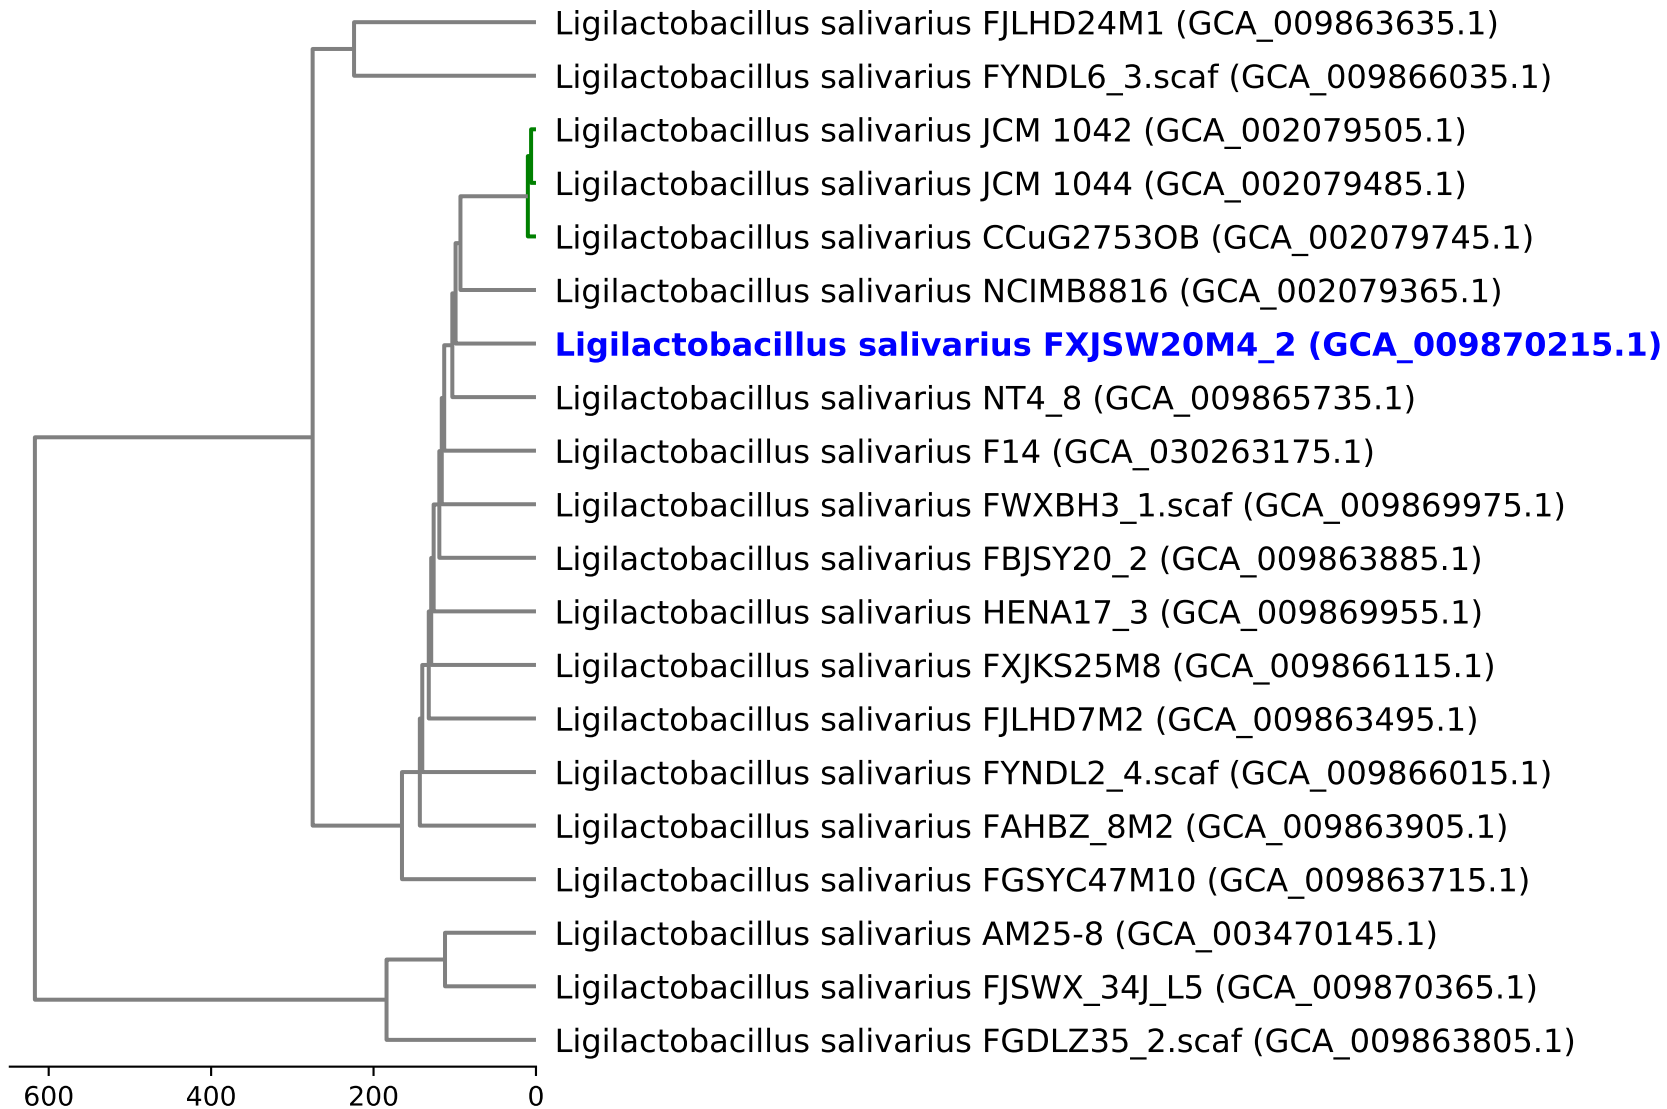 Ligilactobacillus salivarius FJLHD24M1 (GCA_009863635.1)
Ligilactobacillus salivarius FYNDL6_3.scaf (GCA_009866035.1)
Ligilactobacillus salivarius JCM 1042 (GCA_002079505.1)
Ligilactobacillus salivarius JCM 1044 (GCA_002079485.1)
Ligilactobacillus salivarius CCuG2753OB (GCA_002079745.1)
Ligilactobacillus salivarius NCIMB8816 (GCA_002079365.1)
Ligilactobacillus salivarius FXJSW20M4_2 (GCA_009870215.1)
Ligilactobacillus salivarius NT4_8 (GCA_009865735.1)
Ligilactobacillus salivarius F14 (GCA_030263175.1)
Ligilactobacillus salivarius FWXBH3_1.scaf (GCA_009869975.1)
Ligilactobacillus salivarius FBJSY20_2 (GCA_009863885.1)
Ligilactobacillus salivarius HENA17_3 (GCA_009869955.1)
Ligilactobacillus salivarius FXJKS25M8 (GCA_009866115.1)
Ligilactobacillus salivarius FJLHD7M2 (GCA_009863495.1)
Ligilactobacillus salivarius FYNDL2_4.scaf (GCA_009866015.1)
Ligilactobacillus salivarius FAHBZ_8M2 (GCA_009863905.1)
Ligilactobacillus salivarius FGSYC47M10 (GCA_009863715.1)
Ligilactobacillus salivarius AM25-8 (GCA_003470145.1)
Ligilactobacillus salivarius FJSWX_34J_L5 (GCA_009870365.1)
Ligilactobacillus salivarius FGDLZ35_2.scaf (GCA_009863805.1)
600 400 200 0